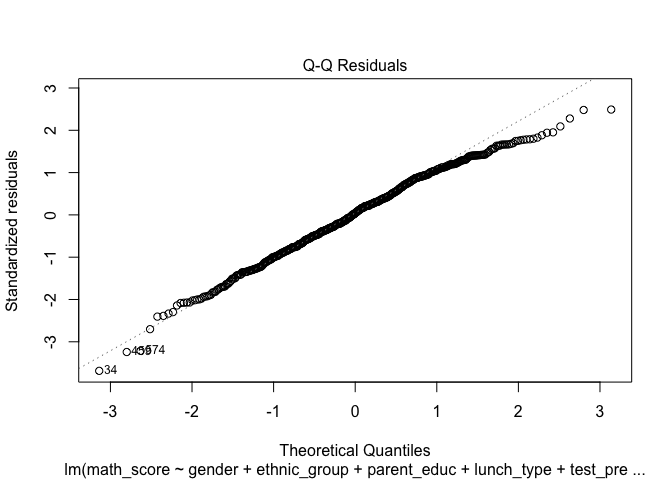 Q-Q Residuals
Standardized residuals
3
2
1
0
-1
-2
-3
574
34
-3 -2 -1 0 1 2 3
Theoretical Quantiles
lm(math_score ~ gender + ethnic_group + parent_educ + lunch_type + test_pre ...